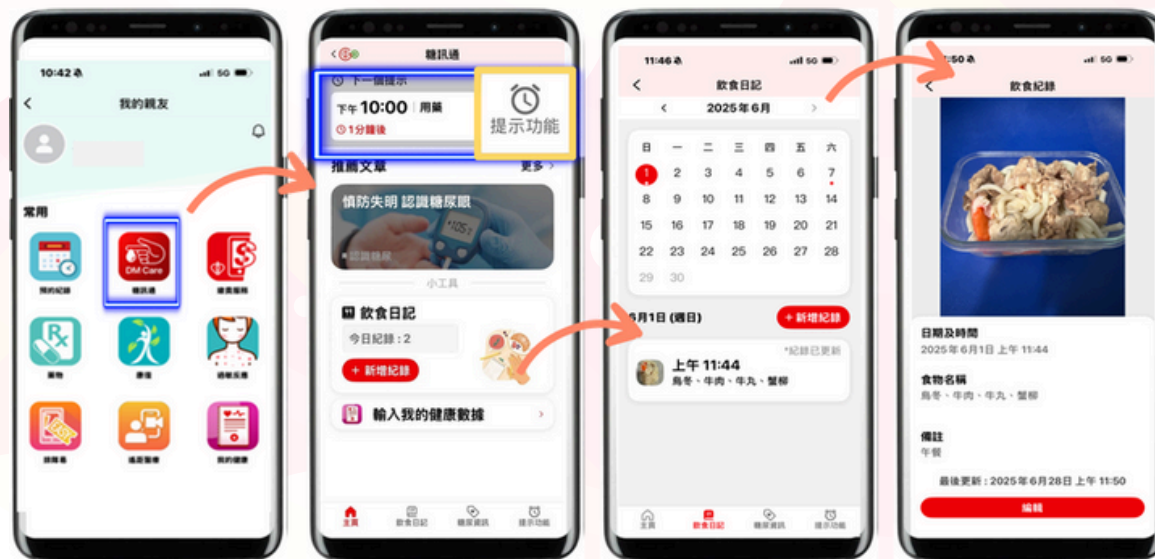 10:42
5G
我的親友
常用
預約紀錄
DM Care
糖訊通
繳費服務
Rx
藥物
康復
過敏反應
排隊易
遙距醫療
我的健康
糖訊通
下一個提示
下午 10:00 用藥
1分鐘後
提示功能
推薦文章
更多 >
慎防失明 認識糖尿眼
認識糖尿
小工具
飲食日記
今日紀錄：2
+ 新增紀錄
輸入我的健康數據 >
主頁
飲食日記
糖尿資訊
提示功能
11:46
5G
飲食日記
< 2025年6月 >
日 一 二 三 四 五 六
1 2 3 4 5 6 7
8 9 10 11 12 13 14
15 16 17 18 19 20 21
22 23 24 25 26 27 28
29 30
6月1日 (週日)
+ 新增紀錄
*紀錄已更新
上午 11:44
烏冬、牛肉、牛丸、蟹柳
主頁
飲食日記
糖尿資訊
提示功能
:50
5G
飲食紀錄
日期及時間
2025年6月1日 上午 11:44
食物名稱
烏冬、牛肉、牛丸、蟹柳
備註
午餐
最後更新：2025年6月28日 上午 11:50
編輯